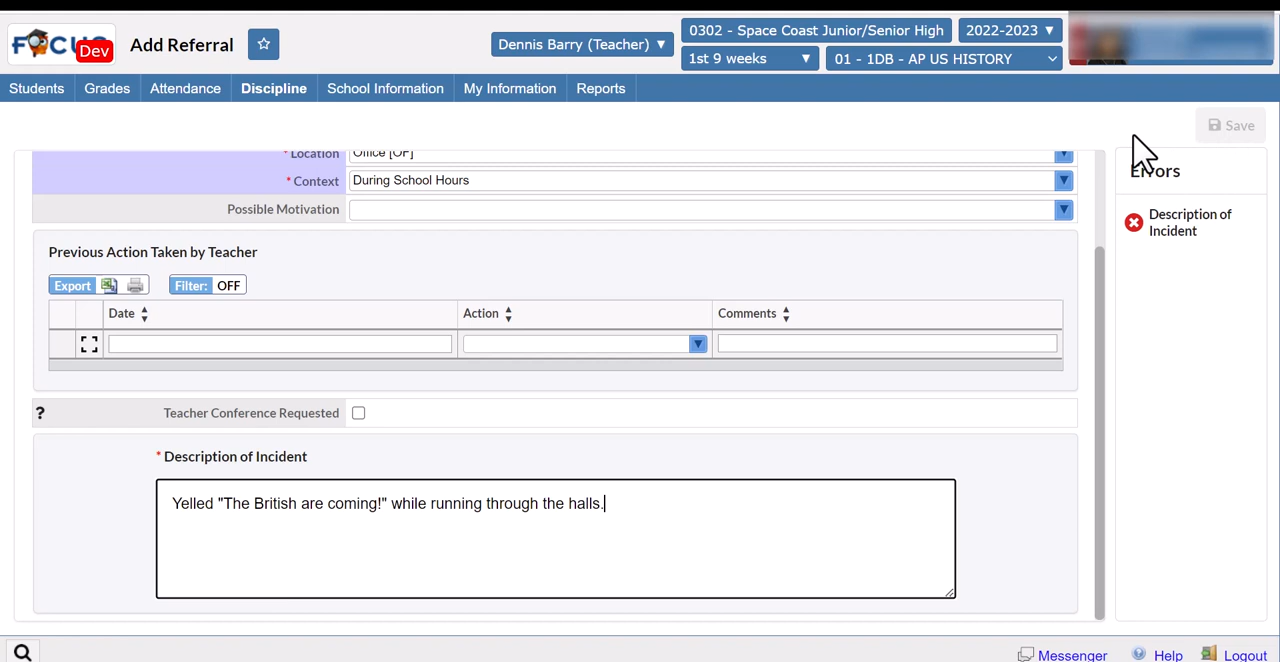 FOCUS Dev Add Referral Dennis Barry (Teacher) 0302 - Space Coast Junior/Senior High 2022-2023
1st 9 weeks 01 - 1DB - AP US HISTORY
Students Grades Attendance Discipline School Information My Information Reports
Save
* Location Office [OF]
* Context During School Hours
Possible Motivation
Errors
Description of
Incident
Previous Action Taken by Teacher
Export Filter: OFF
Date Action Comments
? Teacher Conference Requested
* Description of Incident
Yelled "The British are coming!" while running through the halls.
Messenger Help Logout